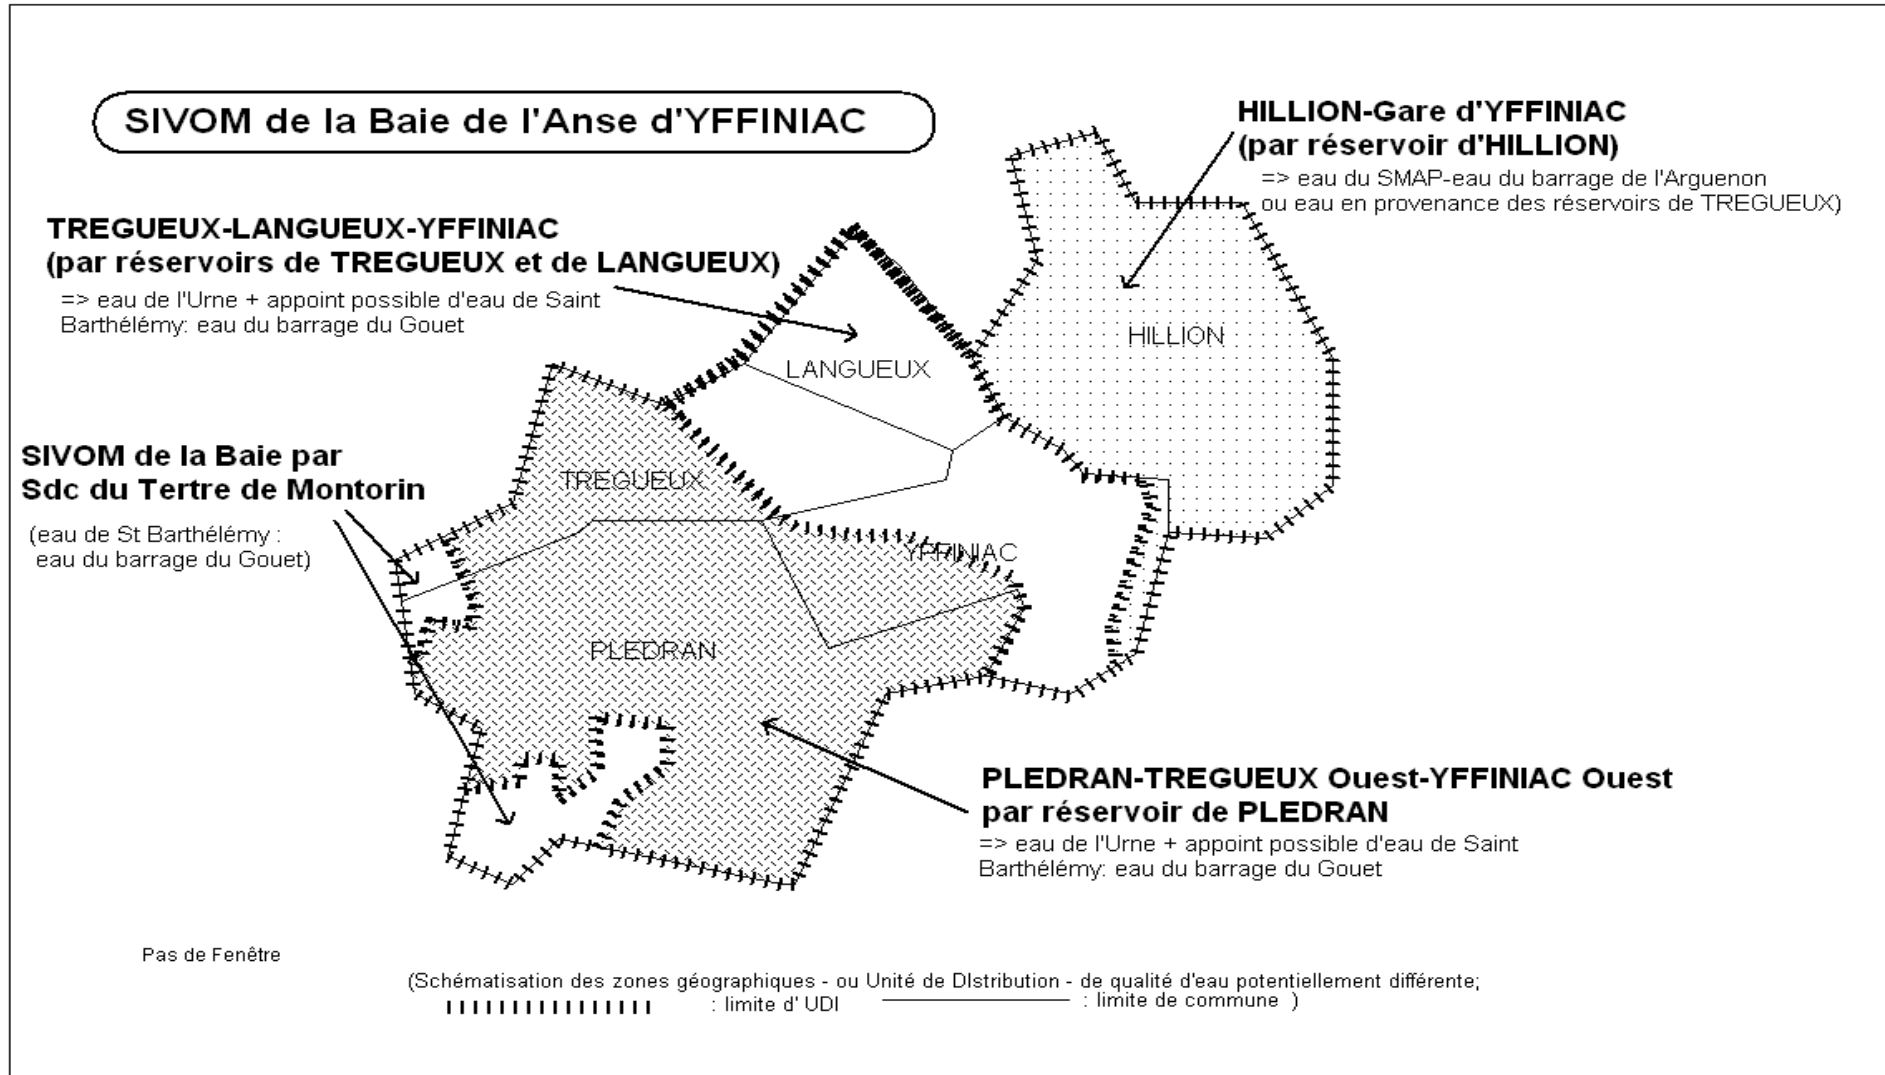 SIVOM de la Baie de l'Anse d'YFFINIAC
HILLION-Gare d'YFFINIAC
(par réservoir d'HILLION)
=> eau du SMAP-eau du barrage de l'Arguenon
ou eau en provenance des réservoirs de TREGUEUX)
TREGUEUX-LANGUEUX-YFFINIAC
(par réservoirs de TREGUEUX et de LANGUEUX)
=> eau de l'Urne + appoint possible d'eau de Saint
Barthélémy: eau du barrage du Gouet
HILLION
LANGUEUX
SIVOM de la Baie par
Sdc du Tertre de Montorin
(eau de St Barthélémy :
eau du barrage du Gouet)
TREGUEUX
YFFINIAC
PLEDRAN
PLEDRAN-TREGUEUX Ouest-YFFINIAC Ouest
par réservoir de PLEDRAN
=> eau de l'Urne + appoint possible d'eau de Saint
Barthélémy: eau du barrage du Gouet
Pas de Fenêtre
(Schématisation des zones géographiques - ou Unité de DIstribution - de qualité d'eau potentiellement différente;
: limite d' UDI : limite de commune )